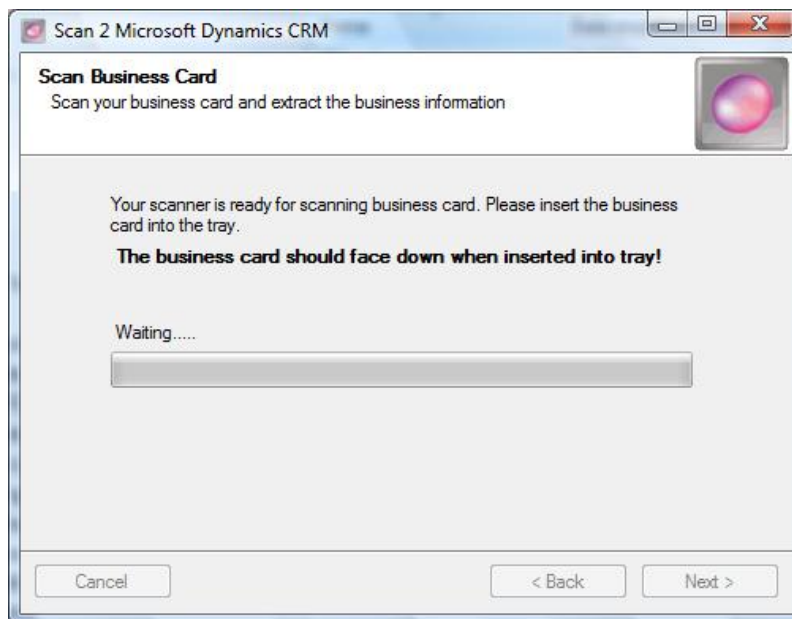 Scan 2 Microsoft Dynamics CRM
Scan Business Card
Scan your business card and extract the business information
Your scanner is ready for scanning business card. Please insert the business
card into the tray.
The business card should face down when inserted into tray!
Waiting.....
Cancel
< Back
Next >